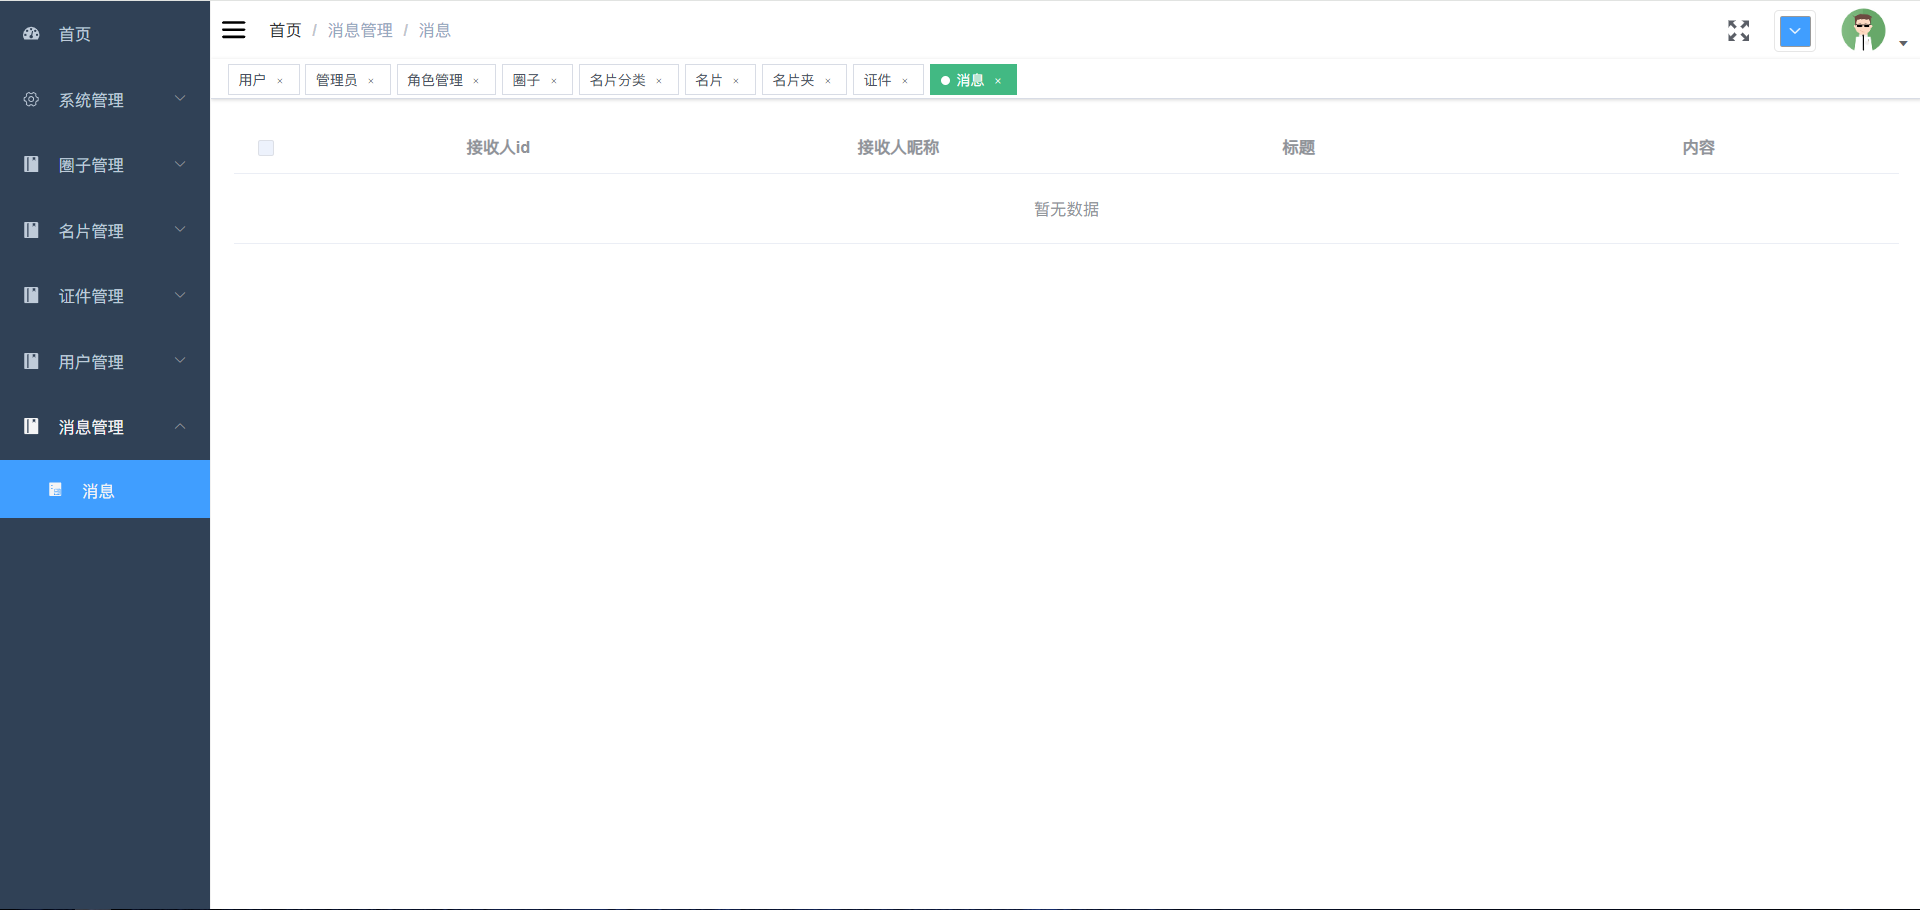 首页
系统管理
圈子管理
名片管理
证件管理
用户管理
消息管理
消息
首页 / 消息管理 / 消息
用户 × 管理员 × 角色管理 × 圈子 × 名片分类 × 名片 × 名片夹 × 证件 × 消息 ×
接收人id 接收人昵称 标题 内容
暂无数据